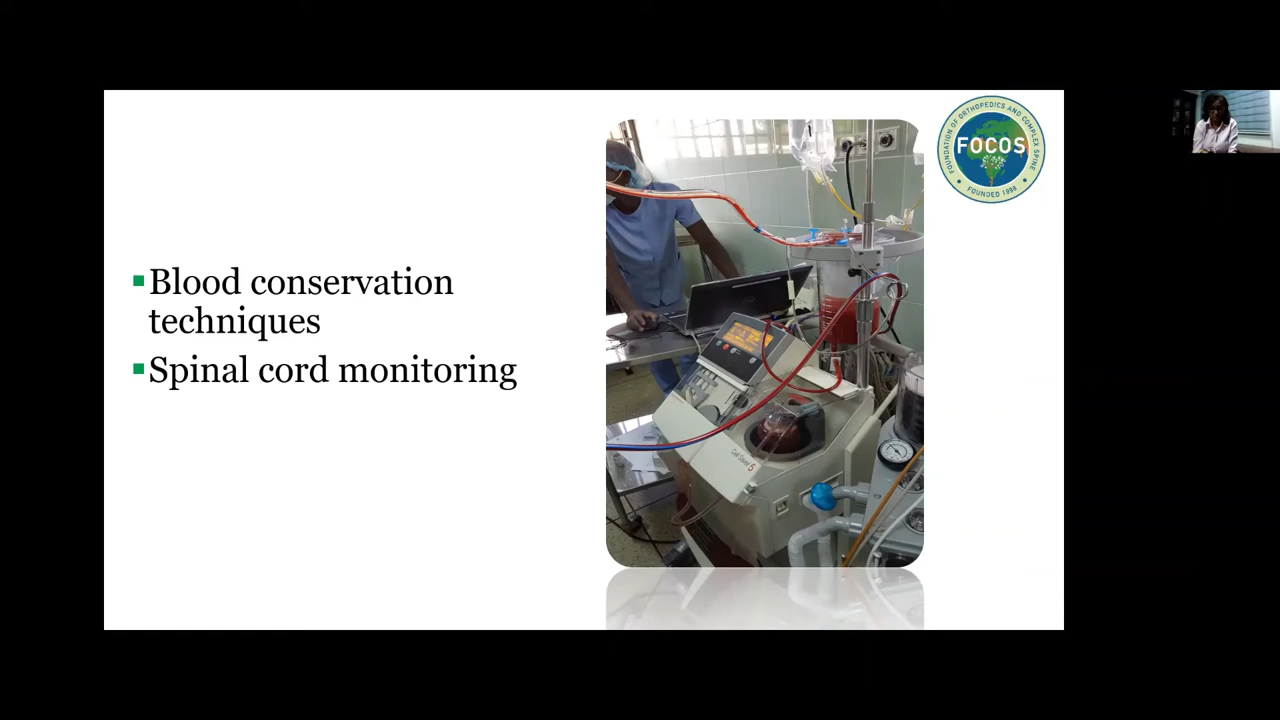 Blood conservation
techniques
Spinal cord monitoring
FOUNDATION OF ORTHOPEDICS AND COMPLEX SPINE
FOCOS
FOUNDED 1998
Cell Saver 5